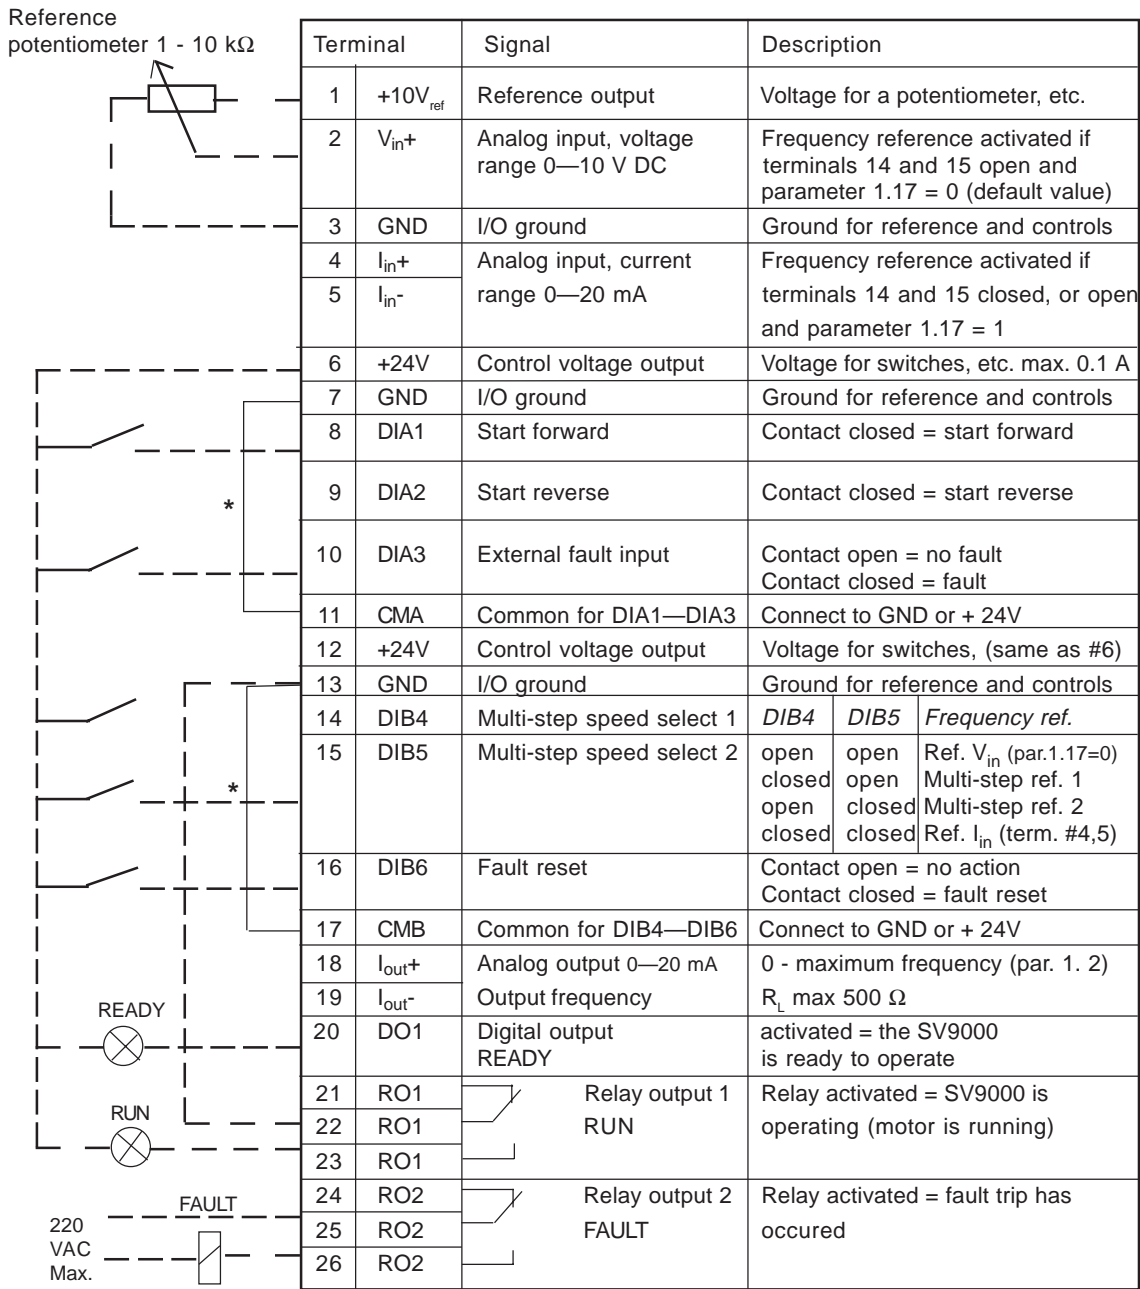 Reference
potentiometer 1 - 10 kΩ
Terminal Signal Description
1 +10Vref Reference output Voltage for a potentiometer, etc.
2 Vin+ Analog input, voltage Frequency reference activated if
range 0—10 V DC terminals 14 and 15 open and
parameter 1.17 = 0 (default value)
3 GND I/O ground Ground for reference and controls
4 Iin+ Analog input, current Frequency reference activated if
5 Iin- range 0—20 mA terminals 14 and 15 closed, or open
and parameter 1.17 = 1
6 +24V Control voltage output Voltage for switches, etc. max. 0.1 A
7 GND I/O ground Ground for reference and controls
8 DIA1 Start forward Contact closed = start forward
9 DIA2 Start reverse Contact closed = start reverse
*
10 DIA3 External fault input Contact open = no fault
Contact closed = fault
11 CMA Common for DIA1—DIA3 Connect to GND or + 24V
12 +24V Control voltage output Voltage for switches, (same as #6)
13 GND I/O ground Ground for reference and controls
14 DIB4 Multi-step speed select 1 DIB4 DIB5 Frequency ref.
15 DIB5 Multi-step speed select 2 open open Ref. Vin (par.1.17=0)
closed open Multi-step ref. 1
*
open closed Multi-step ref. 2
closed closed Ref. Iin (term. #4,5)
16 DIB6 Fault reset Contact open = no action
Contact closed = fault reset
17 CMB Common for DIB4—DIB6 Connect to GND or + 24V
18 Iout+ Analog output 0—20 mA 0 - maximum frequency (par. 1. 2)
19 Iout- Output frequency RL max 500 Ω
READY
20 DO1 Digital output activated = the SV9000
READY is ready to operate
21 RO1 Relay output 1 Relay activated = SV9000 is
RUN
22 RO1 RUN operating (motor is running)
23 RO1
24 RO2 Relay output 2 Relay activated = fault trip has
FAULT
25 RO2 FAULT occured
26 RO2
220
VAC
Max.